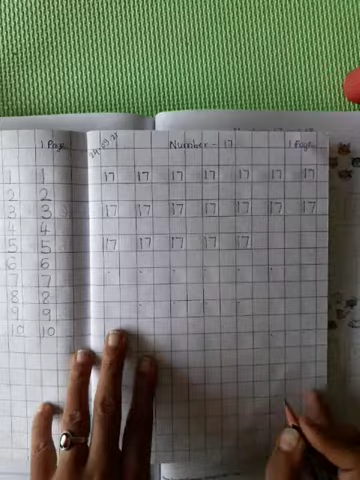 1 Page
1 1
2 2
3 3
4 4
5 5
6 6
7 7
8 8
9 9
10 10
Number - 17
1 Page
17 17 17 17 17 17 17
17 17 17 17 17 17 17
17 17 17 17 17